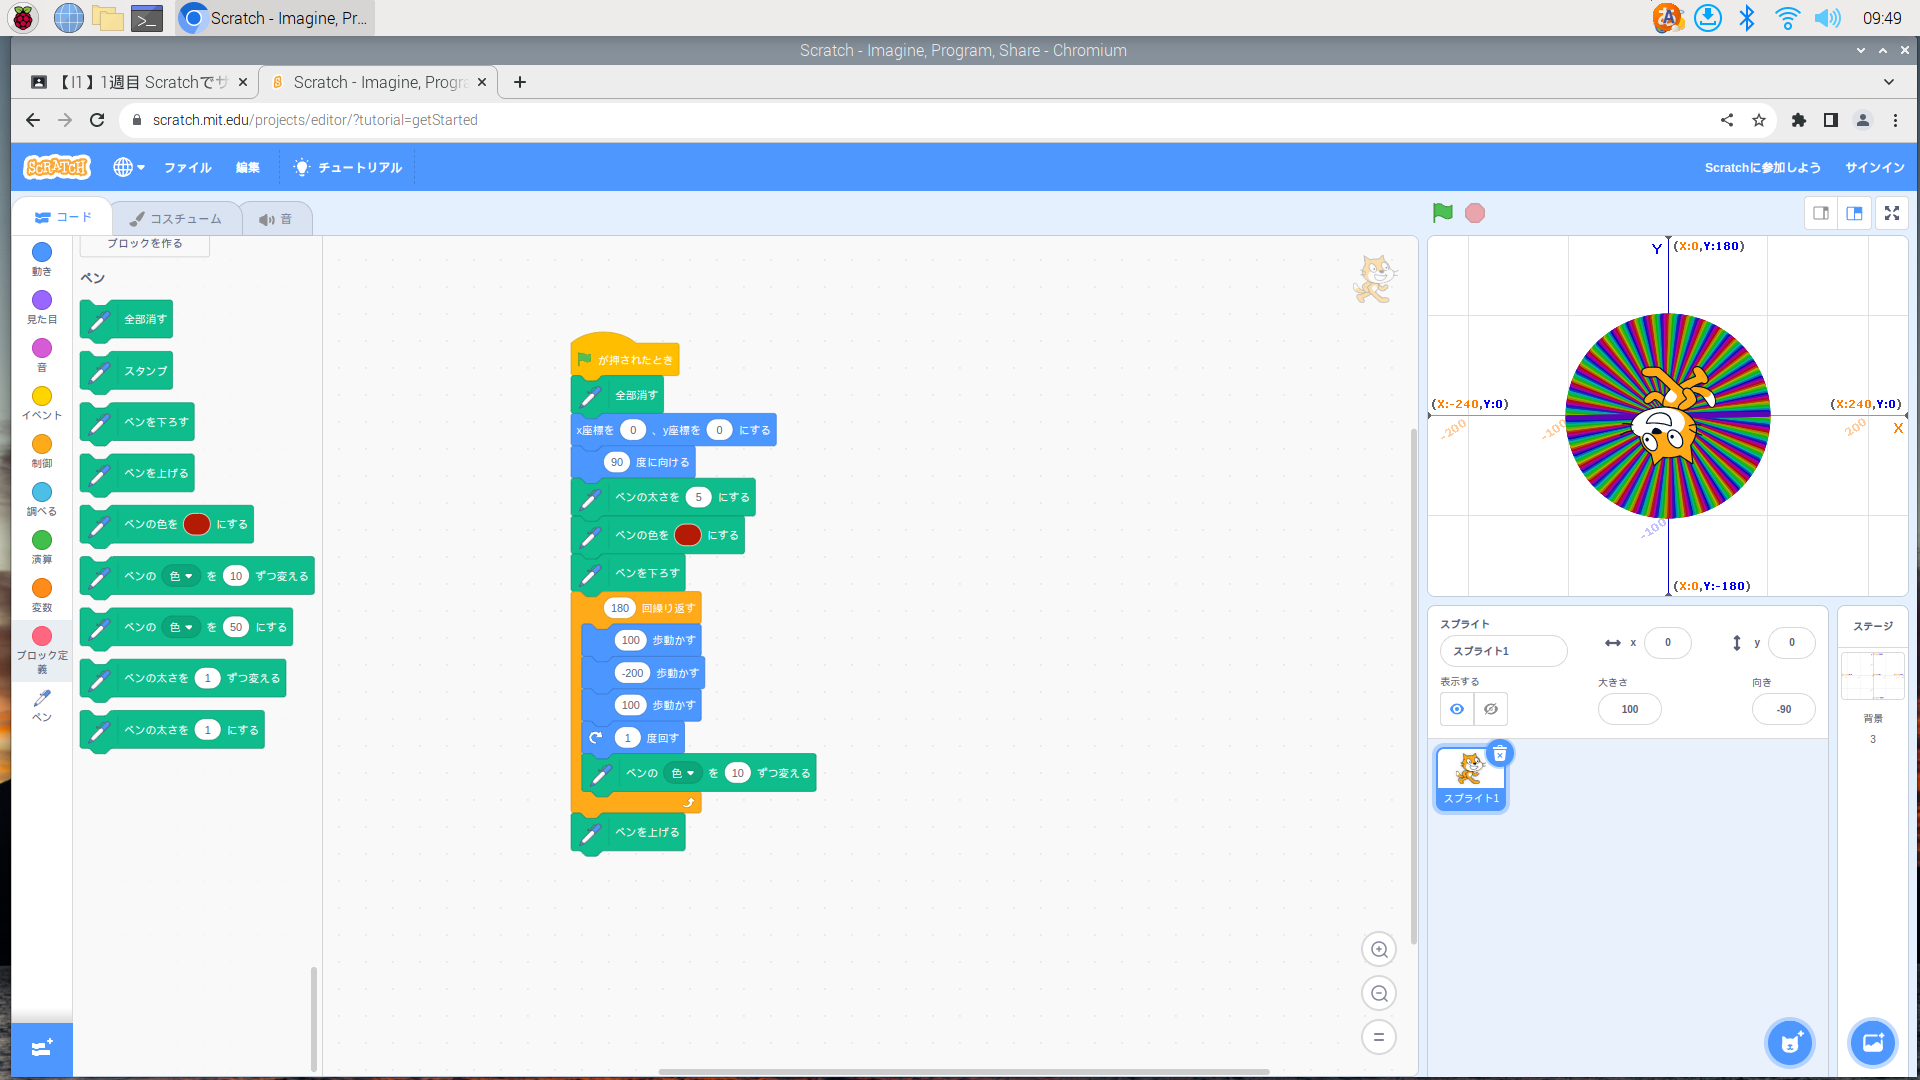 Scratch - Imagine, Pr...
09:49
Scratch - Imagine, Program, Share - Chromium
【I1】1週目 Scratchでサ
Scratch - Imagine, Progra
scratch.mit.edu/projects/editor/?tutorial=getStarted
SCRATCH
ファイル
編集
チュートリアル
Scratchに参加しよう
サインイン
コード
コスチューム
音
動き
見た目
音
イベント
制御
調べる
演算
変数
ブロック定
義
ペン
ブロックを作る
ペン
全部消す
スタンプ
ペンを下ろす
ペンを上げる
ペンの色を にする
ペンの 色 を 10 ずつ変える
ペンの 色 を 50 にする
ペンの太さを 1 ずつ変える
ペンの太さを 1 にする
が押されたとき
全部消す
x座標を 0 、y座標を 0 にする
90 度に向ける
ペンの太さを 5 にする
ペンの色を にする
ペンを下ろす
180 回繰り返す
100 歩動かす
-200 歩動かす
100 歩動かす
1 度回す
ペンの 色 を 10 ずつ変える
ペンを上げる
Y
(X:0,Y:180)
(X:-240,Y:0)
(X:240,Y:0)
-200
-100
200
X
-100
(X:0,Y:-180)
スプライト
スプライト1
x 0
y 0
表示する
大きさ
100
向き
-90
スプライト1
ステージ
背景
3